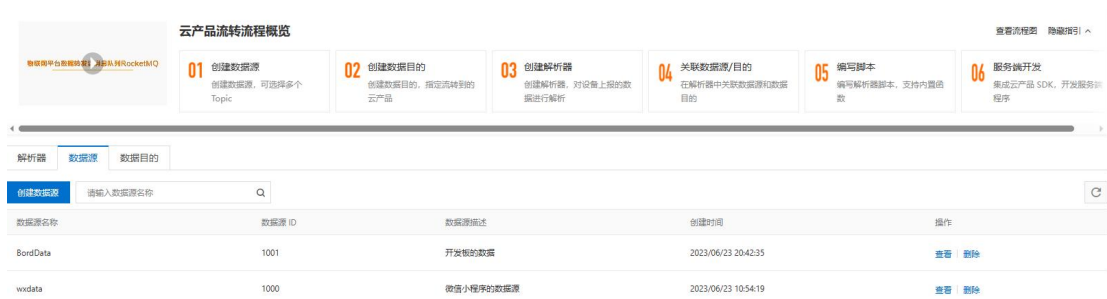 云产品流转流程概览
查看流程图 隐藏指引
物联网平台数据转发到消息队列RocketMQ
01 创建数据源
创建数据源，可选择多个
Topic
02 创建数据目的
创建数据目的，指定流转到的
云产品
03 创建解析器
创建解析器，对设备上报的数
据进行解析
04 关联数据源/目的
在解析器中关联数据源和数据
目的
05 编写脚本
编写解析器脚本，支持内置函
数
06 服务端开发
集成云产品 SDK，开发服务端
程序
解析器 数据源 数据目的
创建数据源 请输入数据源名称
数据源名称 数据源 ID 数据源描述 创建时间 操作
BordData 1001 开发板的数据 2023/06/23 20:42:35 查看 删除
wxdata 1000 微信小程序的数据源 2023/06/23 10:54:19 查看 删除